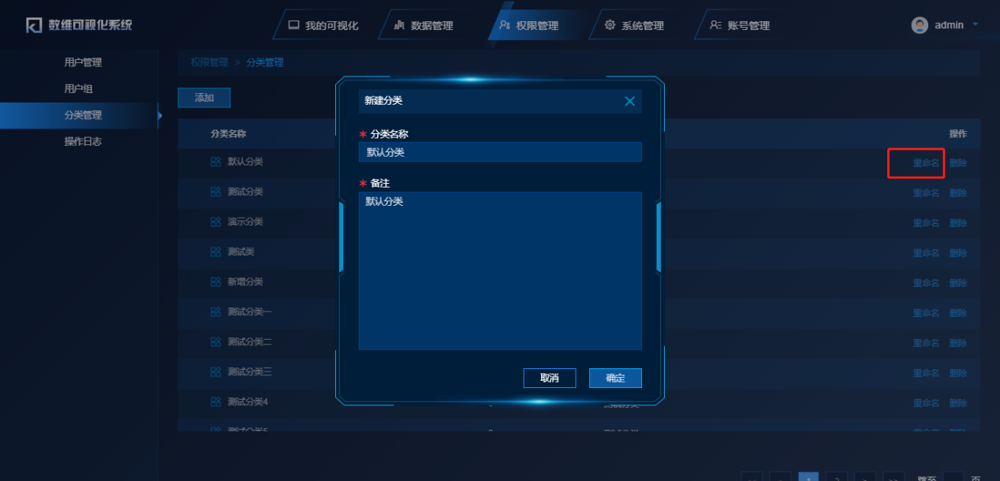 数维可视化系统
我的可视化
数据管理
权限管理
系统管理
账号管理
admin
用户管理
用户组
分类管理
操作日志
权限管理 > 分类管理
添加
分类名称
操作
默认分类
重命名 删除
测试分类
重命名 删除
演示分类
重命名 删除
测试类
重命名 删除
新增分类
重命名 删除
测试分类一
重命名 删除
测试分类二
重命名 删除
测试分类三
重命名 删除
测试分类4
重命名 删除
新建分类
* 分类名称
默认分类
* 备注
默认分类
取消
确定
<< < 1 2 > >> 跳至 页